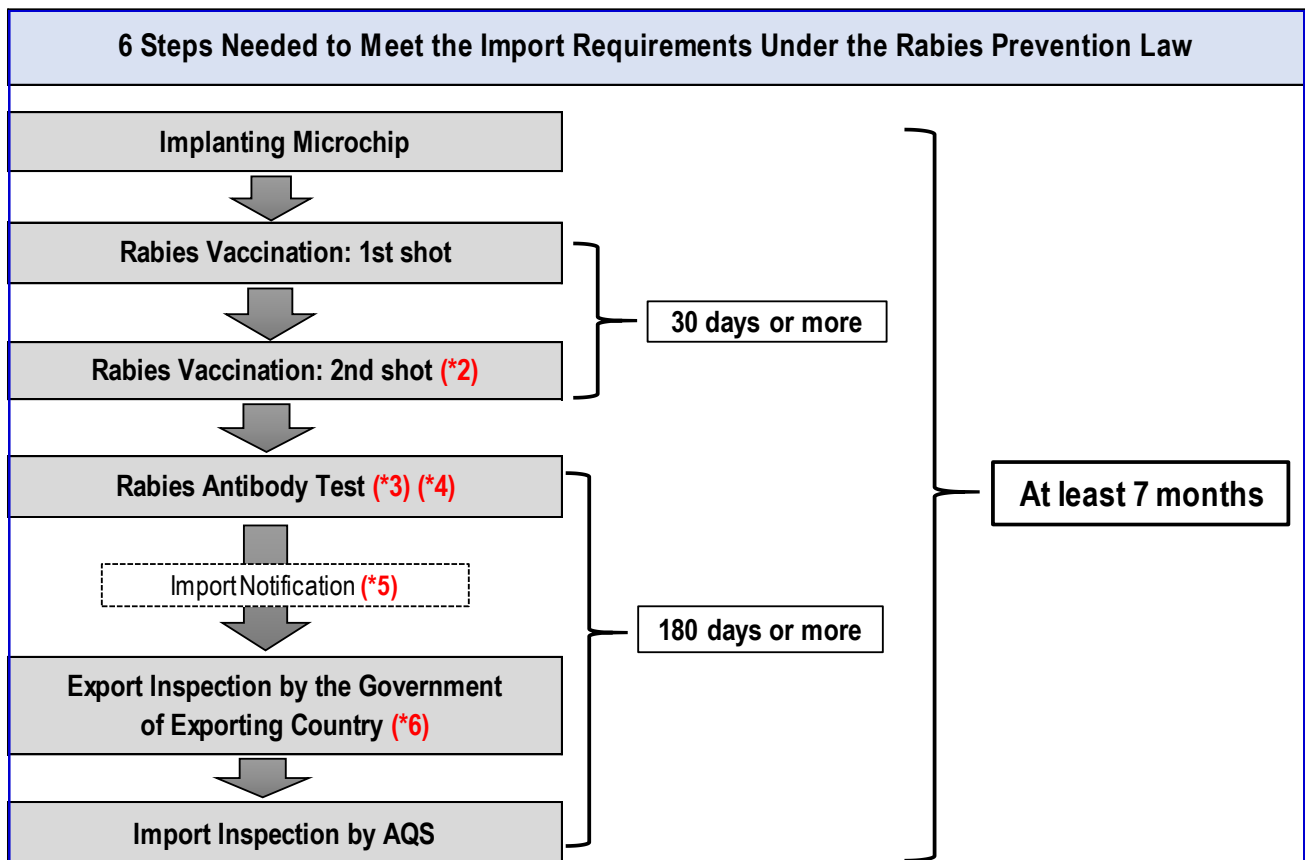 6 Steps Needed to Meet the Import Requirements Under the Rabies Prevention Law
Implanting Microchip
Rabies Vaccination: 1st shot
30 days or more
Rabies Vaccination: 2nd shot (*2)
Rabies Antibody Test (*3) (*4)
At least 7 months
Import Notification (*5)
180 days or more
Export Inspection by the Government
of Exporting Country (*6)
Import Inspection by AQS